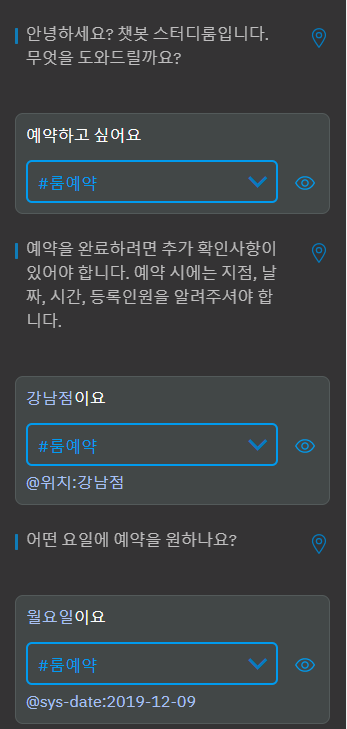 안녕하세요? 챗봇 스터디룸입니다.
무엇을 도와드릴까요?
예약하고 싶어요
#룸예약
예약을 완료하려면 추가 확인사항이
있어야 합니다. 예약 시에는 지점, 날
짜, 시간, 등록인원을 알려주셔야 합
니다.
강남점이요
#룸예약
@위치:강남점
어떤 요일에 예약을 원하나요?
월요일이요
#룸예약
@sys-date:2019-12-09